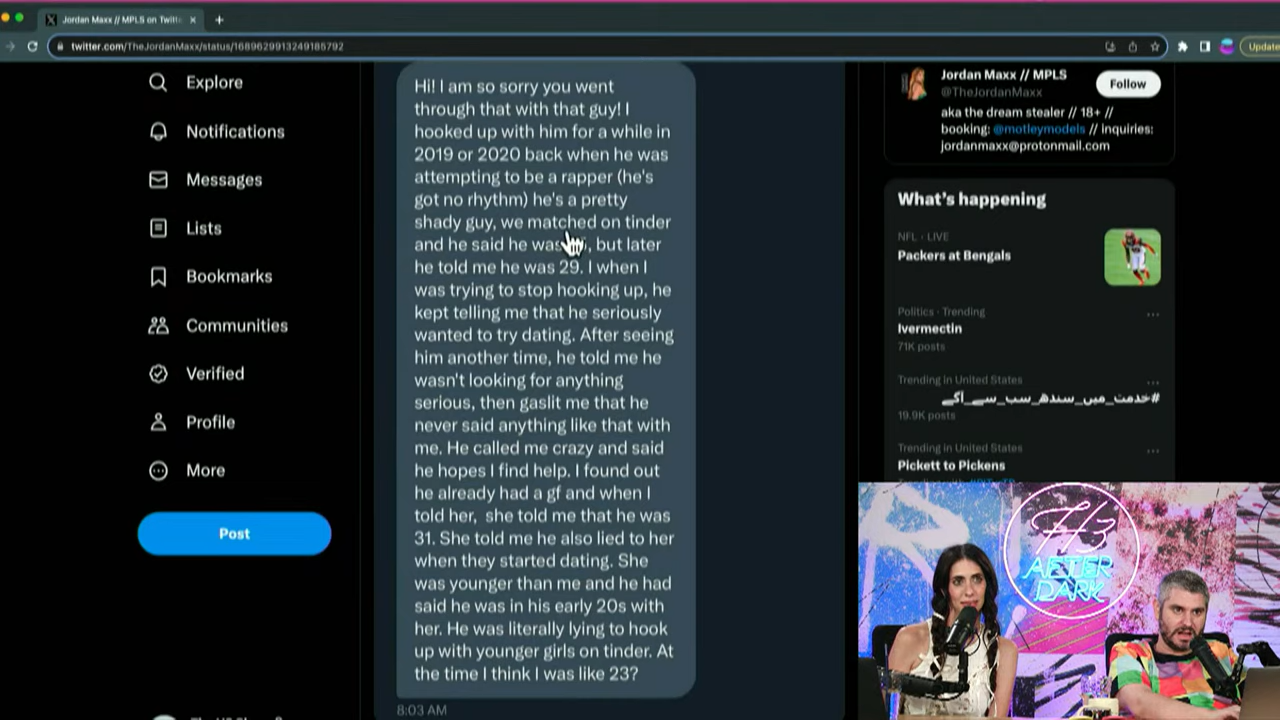 Jordan Maxx // MPLS on Twitt
Update
twitter.com/TheJordanMaxx/status/1689629913249185792
Explore
Notifications
Messages
Lists
Bookmarks
Communities
Verified
Profile
More
Post
Hi! I am so sorry you went
through that with that guy! I
hooked up with him for a while in
2019 or 2020 back when he was
attempting to be a rapper (he's
got no rhythm) he's a pretty
shady guy, we matched on tinder
and he said he was , but later
he told me he was 29. I when I
was trying to stop hooking up, he
kept telling me that he seriously
wanted to try dating. After seeing
him another time, he told me he
wasn't looking for anything
serious, then gaslit me that he
never said anything like that with
me. He called me crazy and said
he hopes I find help. I found out
he already had a gf and when I
told her, she told me that he was
31. She told me he also lied to her
when they started dating. She
was younger than me and he had
said he was in his early 20s with
her. He was literally lying to hook
up with younger girls on tinder. At
the time I think I was like 23?
8:03 AM
Jordan Maxx // MPLS
@TheJordanMaxx
Follow
aka the dream stealer // 18+ //
booking: @motleymodels // inquiries:
jordanmaxx@protonmail.com
What's happening
NFL · LIVE
Packers at Bengals
Politics · Trending
Ivermectin
71K posts
Trending in United States
#خدمت_میں_سندھ_سب_سے_آگے
19.9K posts
Trending in United States
Pickett to Pickens
H3
AFTER
DARK